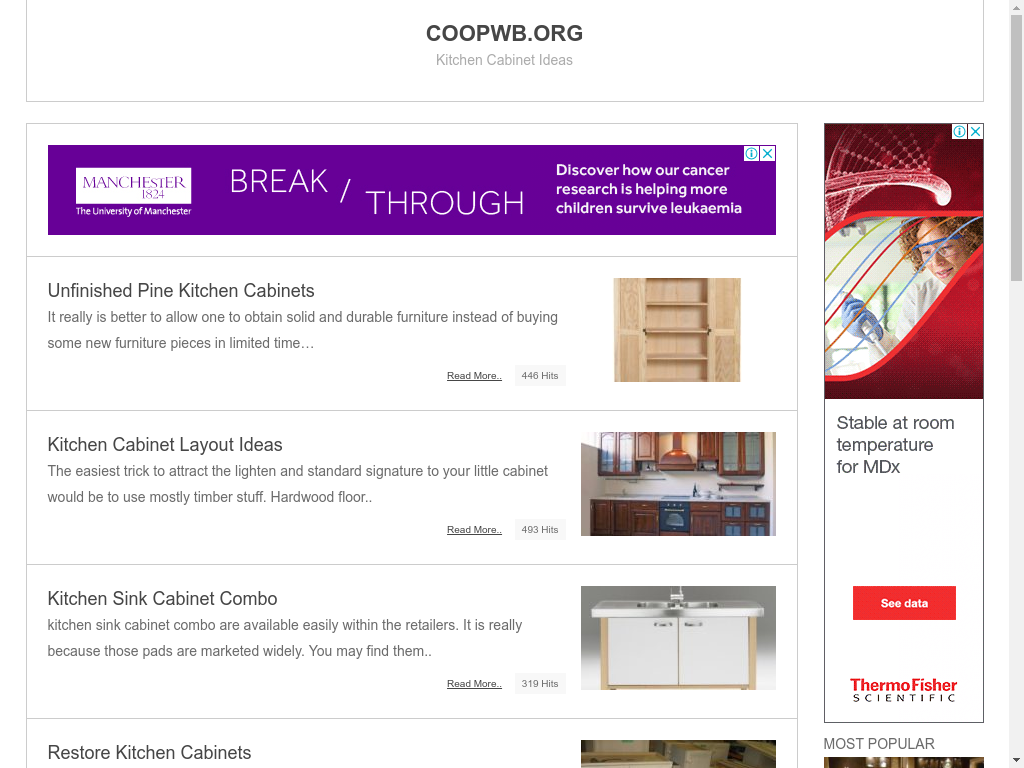 COOPWB.ORG
Kitchen Cabinet Ideas
MANCHESTER
1824
The University of Manchester
BREAK / THROUGH
Discover how our cancer
research is helping more
children survive leukaemia
Unfinished Pine Kitchen Cabinets
It really is better to allow one to obtain solid and durable furniture instead of buying
some new furniture pieces in limited time…
Read More.. 446 Hits
Kitchen Cabinet Layout Ideas
The easiest trick to attract the lighten and standard signature to your little cabinet
would be to use mostly timber stuff. Hardwood floor..
Read More.. 493 Hits
Kitchen Sink Cabinet Combo
kitchen sink cabinet combo are available easily within the retailers. It is really
because those pads are marketed widely. You may find them..
Read More.. 319 Hits
Restore Kitchen Cabinets
Stable at room
temperature
for MDx
See data
ThermoFisher
SCIENTIFIC
MOST POPULAR